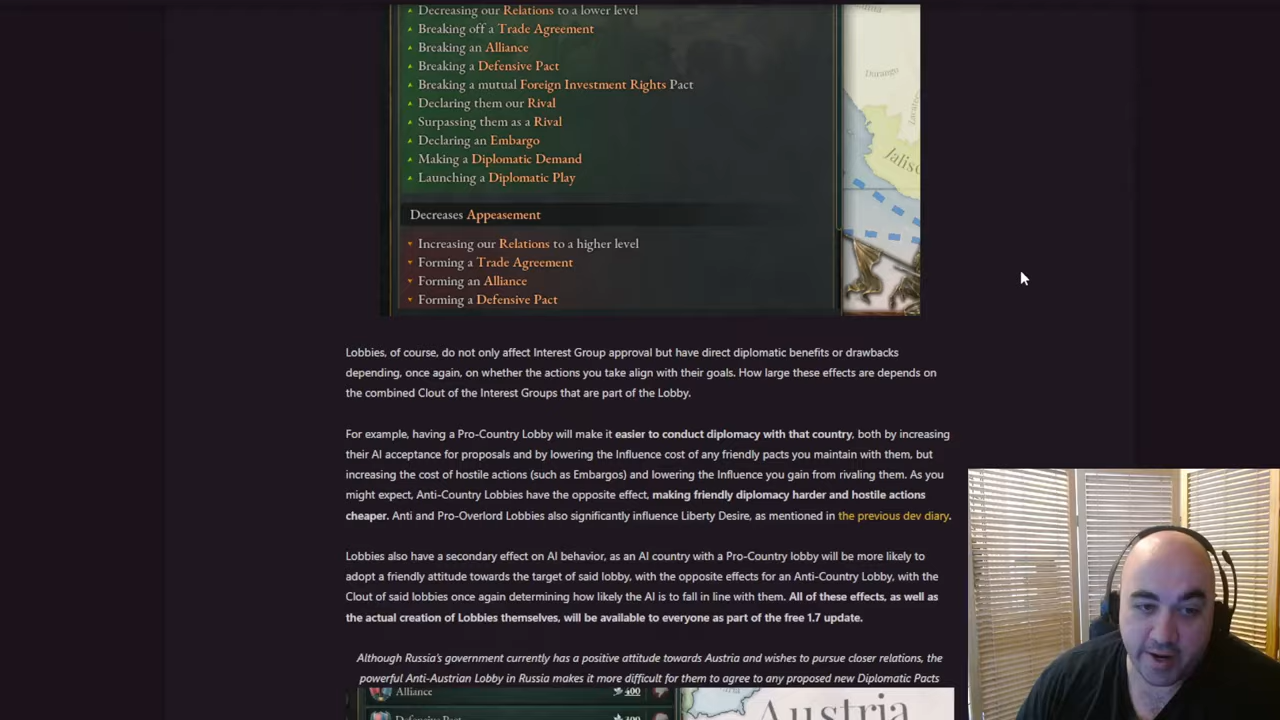 Decreasing our Relations to a lower level
Breaking off a Trade Agreement
Breaking an Alliance
Breaking a Defensive Pact
Breaking a mutual Foreign Investment Rights Pact
Declaring them our Rival
Surpassing them as a Rival
Declaring an Embargo
Making a Diplomatic Demand
Launching a Diplomatic Play
Decreases Appeasement
Increasing our Relations to a higher level
Forming a Trade Agreement
Forming an Alliance
Forming a Defensive Pact
Durango
Jalisc
Lobbies, of course, do not only affect Interest Group approval but have direct diplomatic benefits or drawbacks
depending, once again, on whether the actions you take align with their goals. How large these effects are depends on
the combined Clout of the Interest Groups that are part of the Lobby.
For example, having a Pro-Country Lobby will make it easier to conduct diplomacy with that country, both by increasing
their AI acceptance for proposals and by lowering the Influence cost of any friendly pacts you maintain with them, but
increasing the cost of hostile actions (such as Embargos) and lowering the Influence you gain from rivaling them. As you
might expect, Anti-Country Lobbies have the opposite effect, making friendly diplomacy harder and hostile actions
cheaper. Anti and Pro-Overlord Lobbies also significantly influence Liberty Desire, as mentioned in the previous dev diary.
Lobbies also have a secondary effect on AI behavior, as an AI country with a Pro-Country lobby will be more likely to
adopt a friendly attitude towards the target of said lobby, with the opposite effects for an Anti-Country Lobby, with the
Clout of said lobbies once again determining how likely the AI is to fall in line with them. All of these effects, as well as
the actual creation of Lobbies themselves, will be available to everyone as part of the free 1.7 update.
Although Russia's government currently has a positive attitude towards Austria and wishes to pursue closer relations, the
powerful Anti-Austrian Lobby in Russia makes it more difficult for them to agree to any proposed new Diplomatic Pacts
Alliance 400
Defensive Pact
Austria